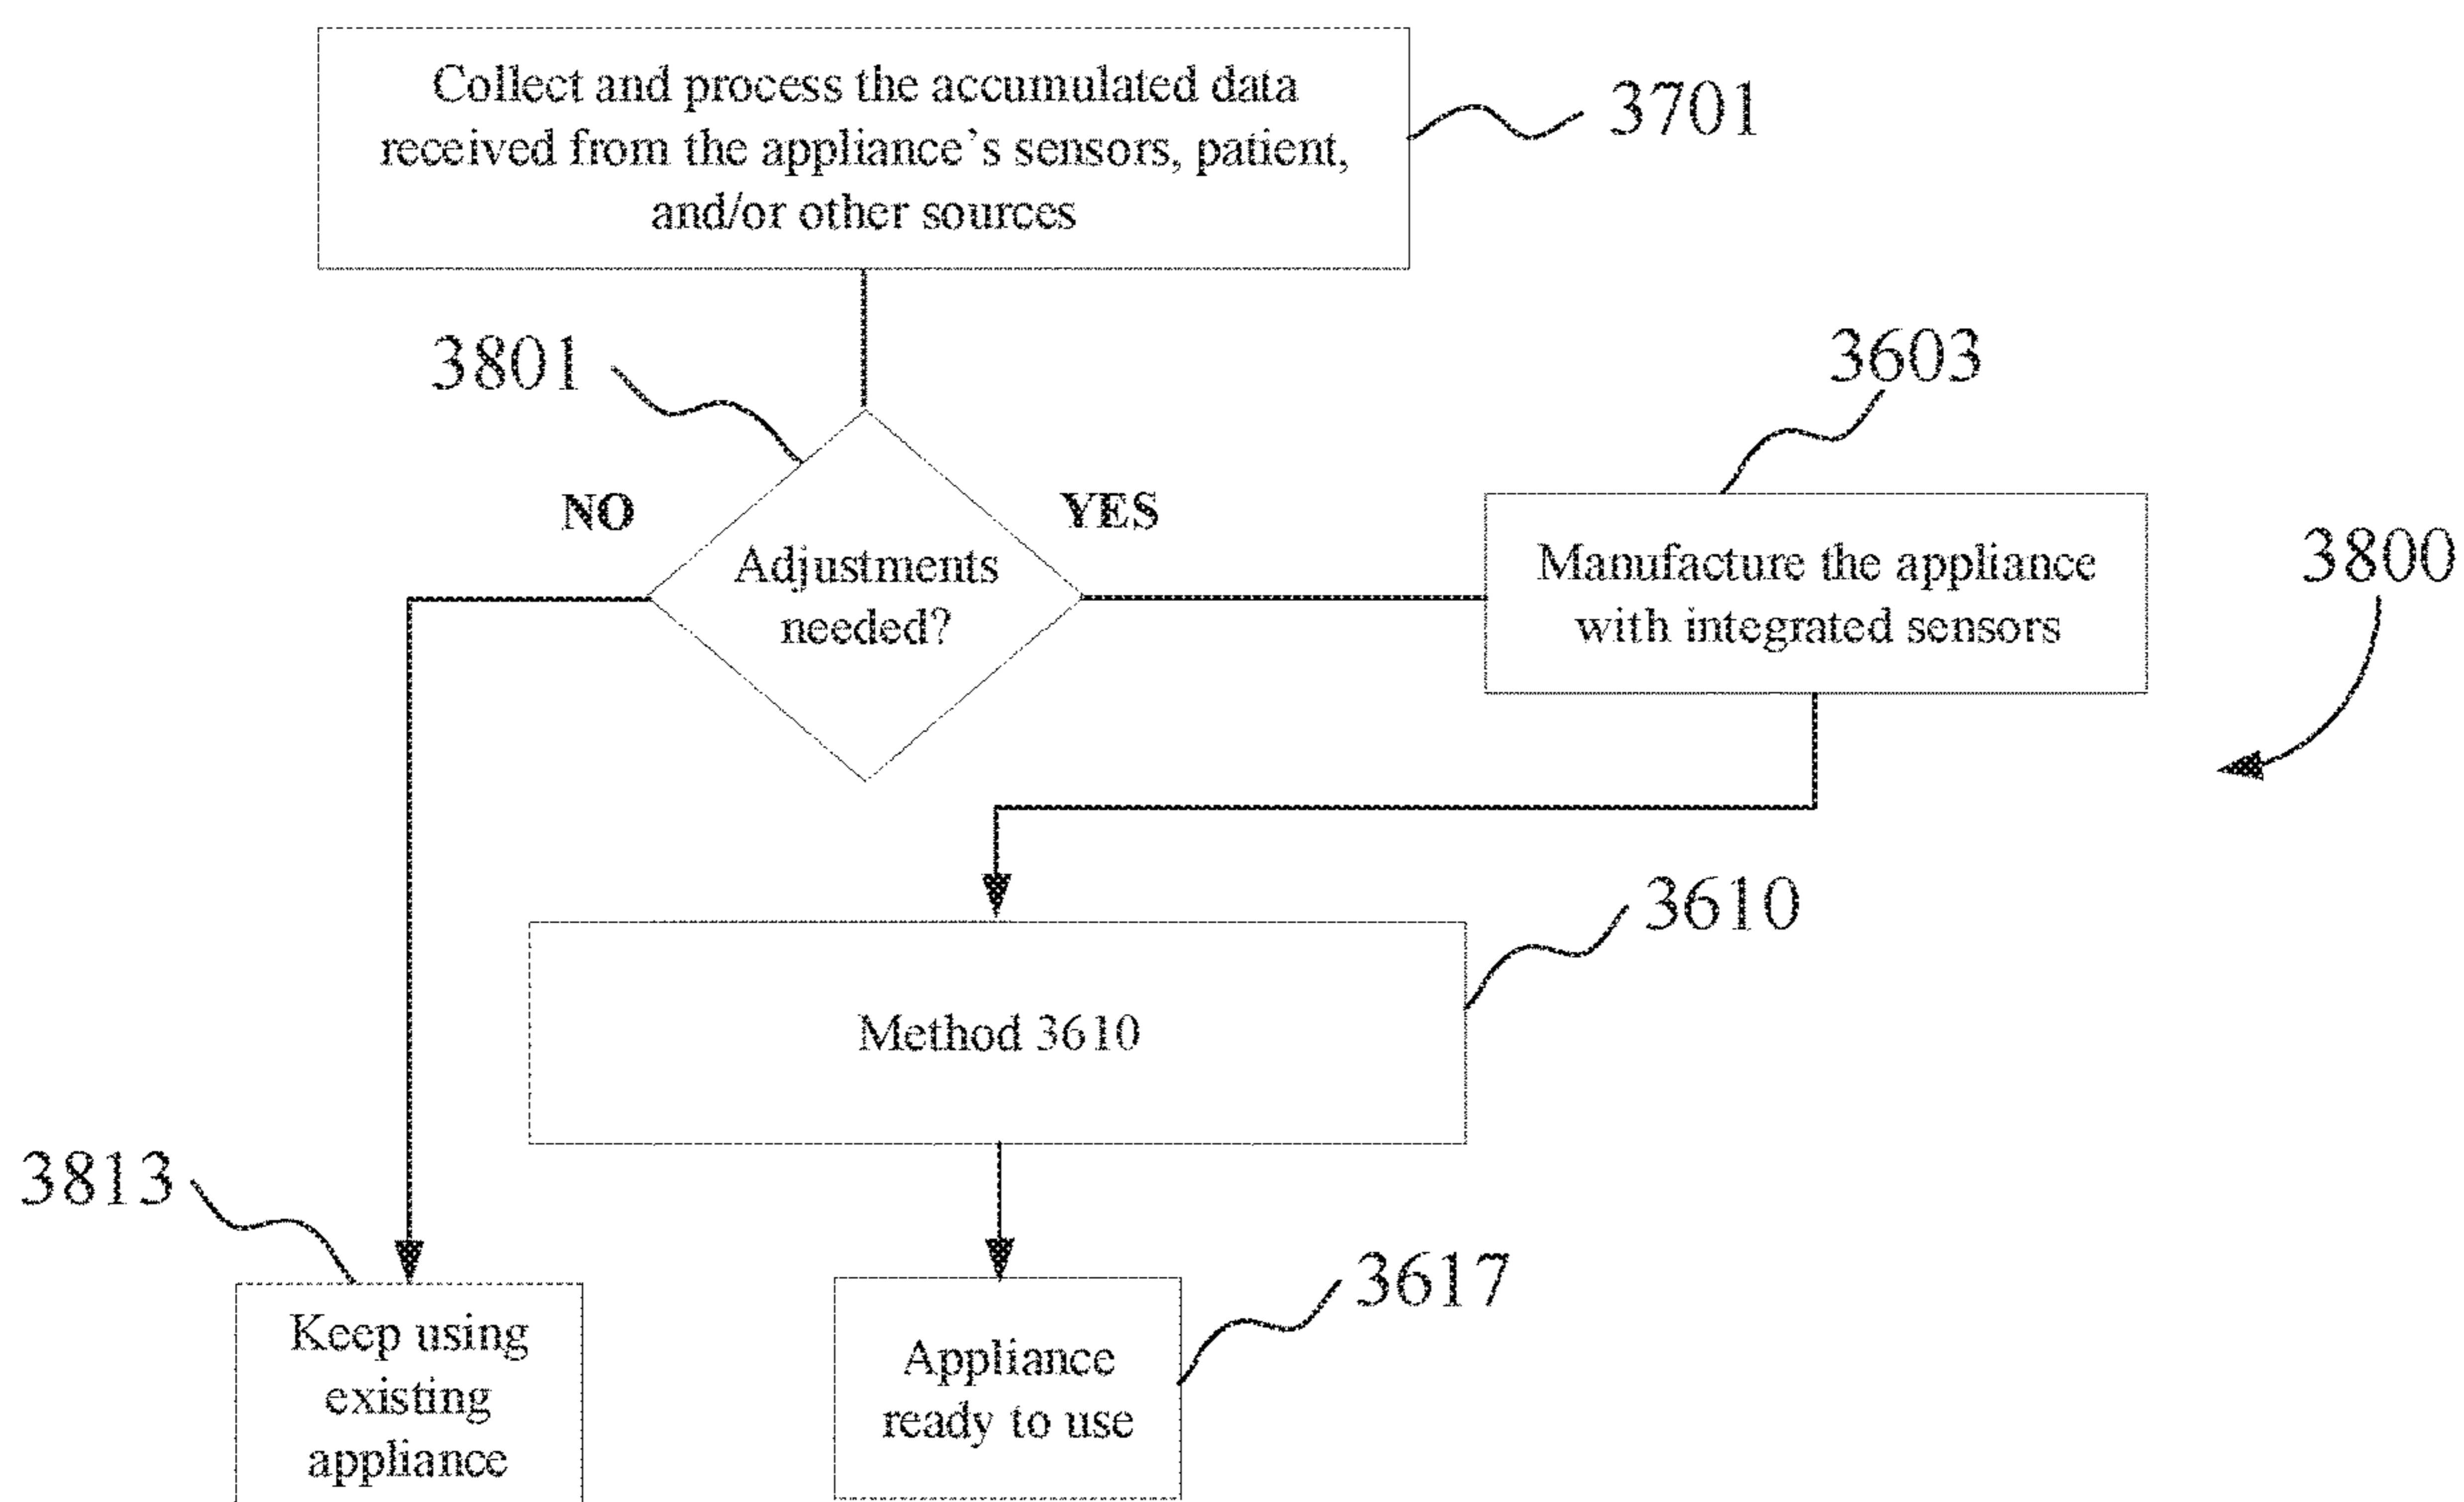 Collect and process the accumulated data
received from the appliance’s sensors, patient,
and/or other sources
3701
3801
3603
NO
YES
Adjustments
needed?
Manufacture the appliance
with integrated sensors
3800
3610
Method 3610
3813
3617
Keep using
existing
appliance
Appliance
ready to use